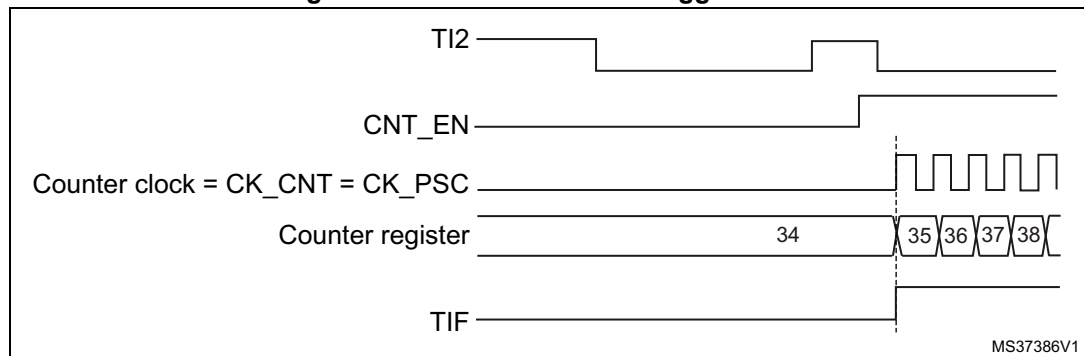 TI2
CNT_EN
Counter clock = CK_CNT = CK_PSC
Counter register 34 35 36 37 38
TIF
MS37386V1